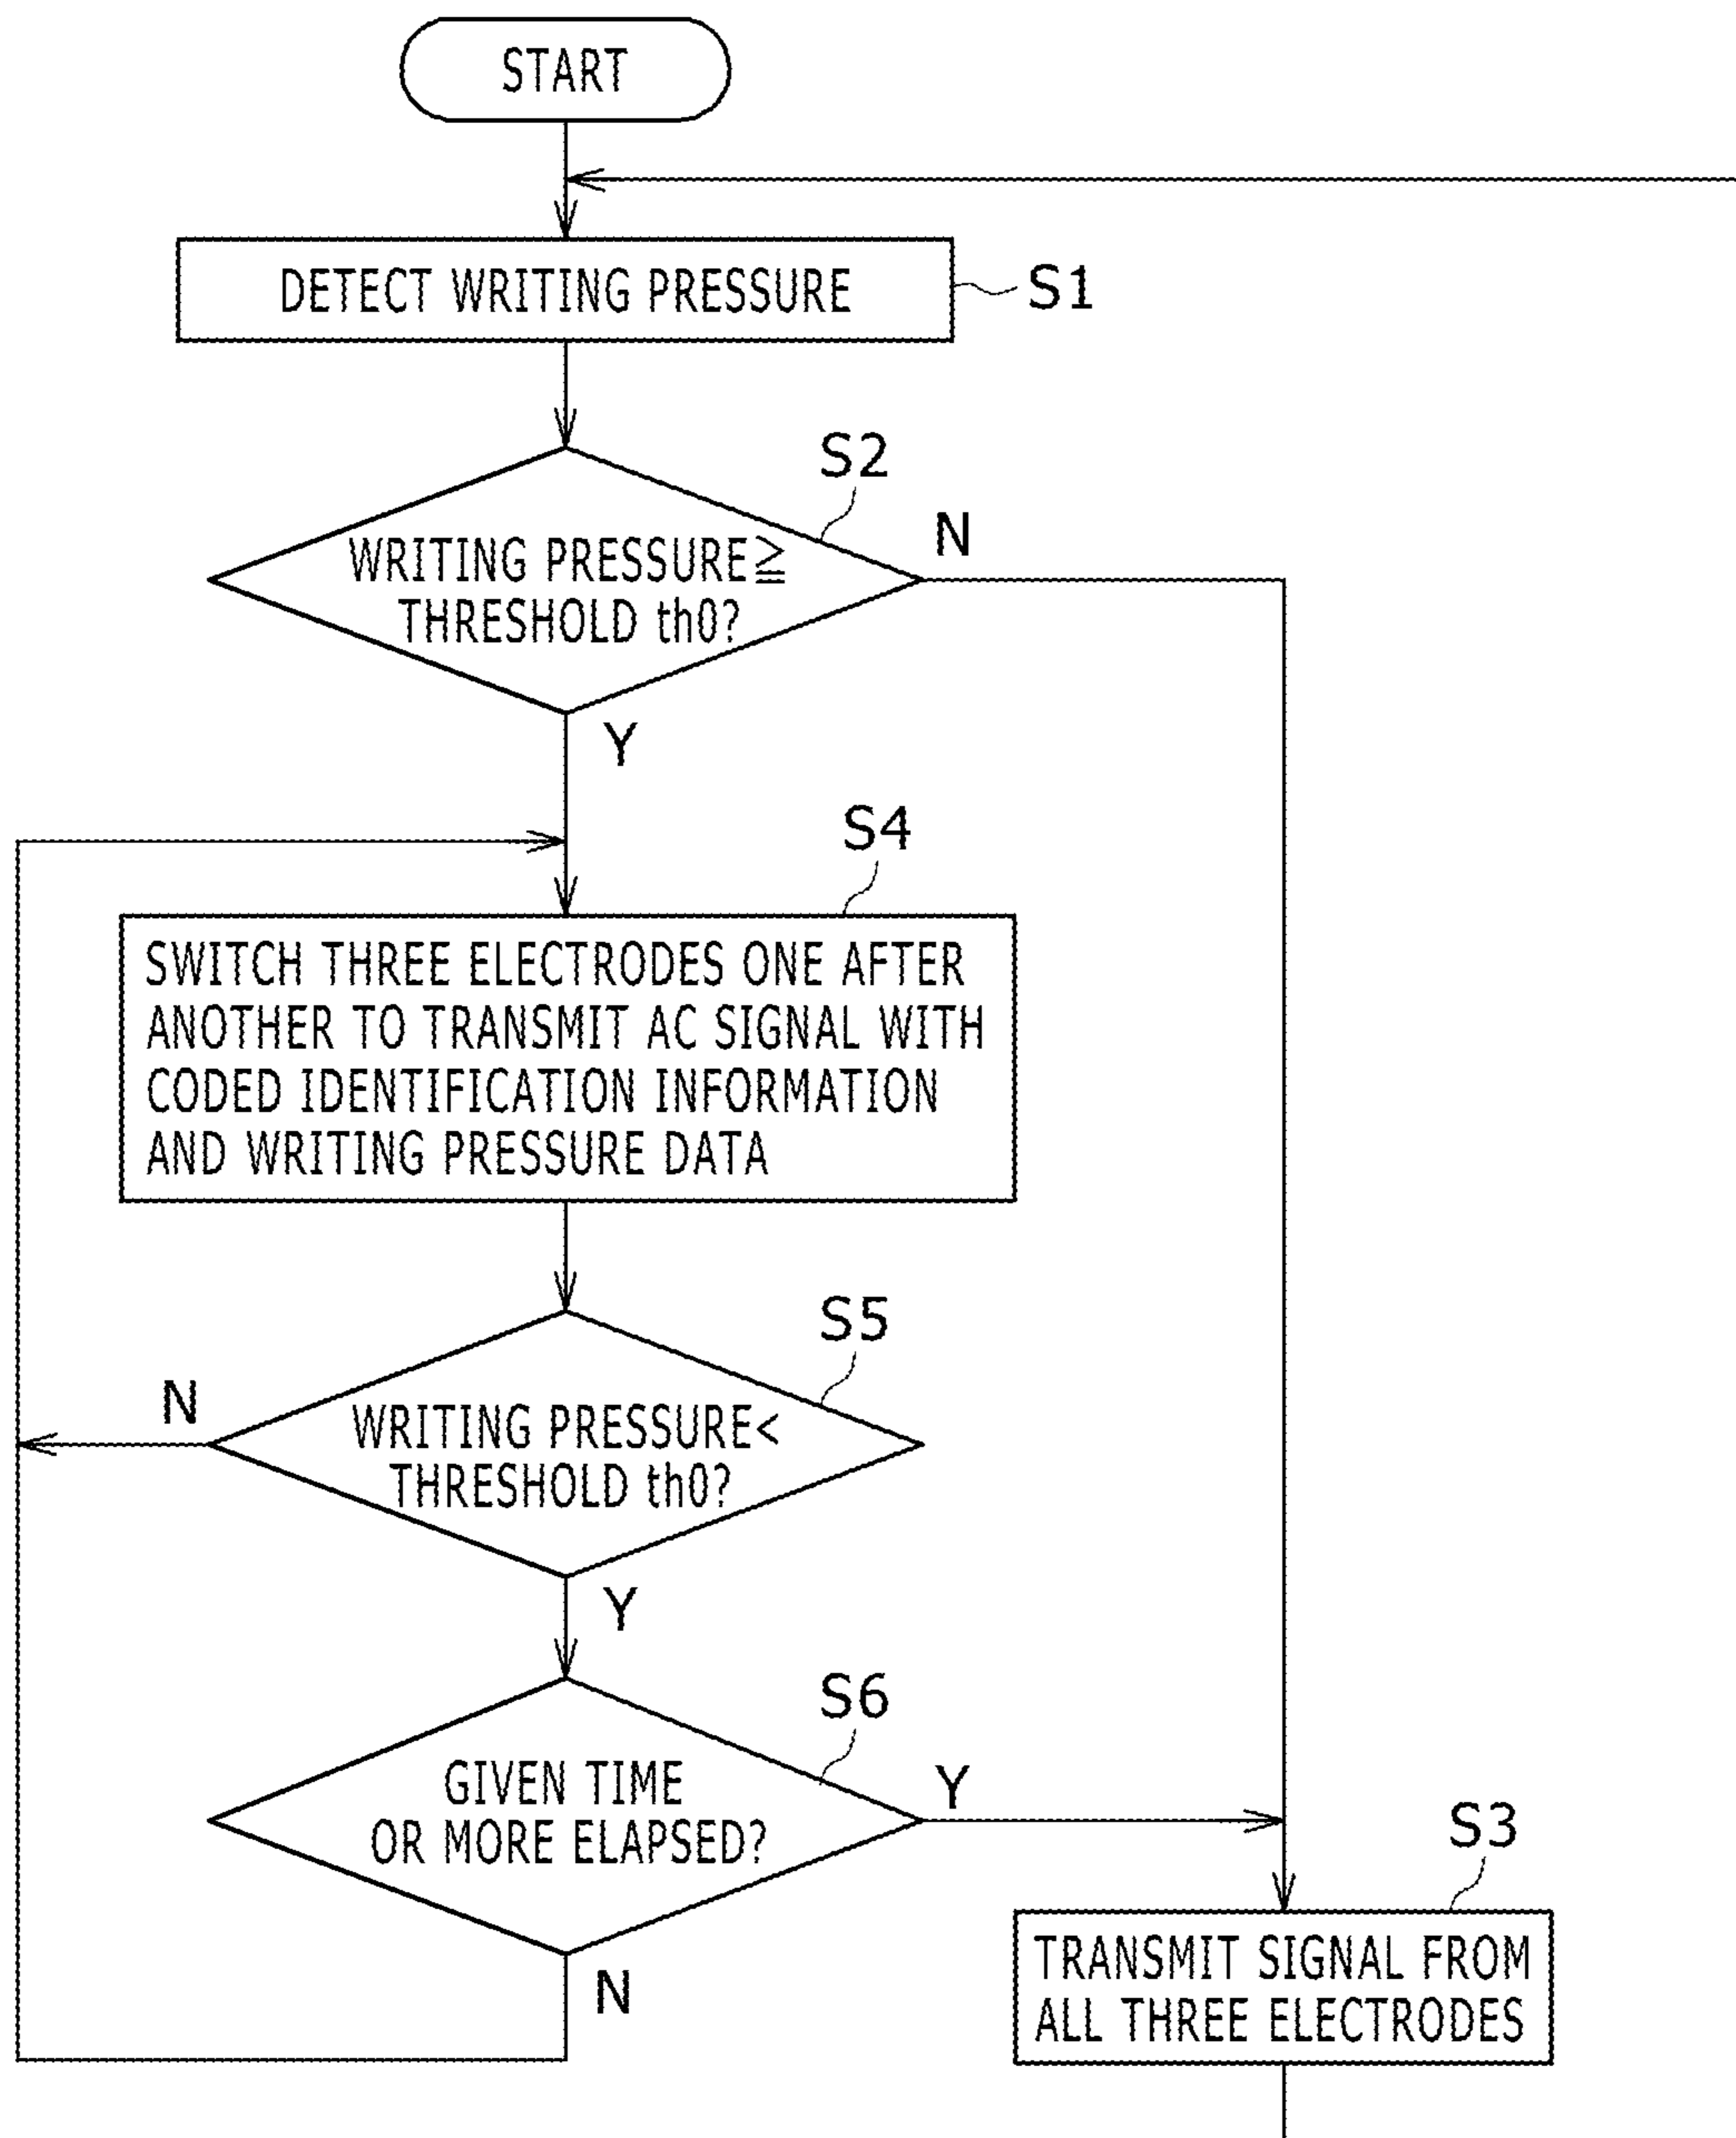 START
DETECT WRITING PRESSURE
S1
S2
WRITING PRESSURE≧
THRESHOLD th0?
N
Y
S4
SWITCH THREE ELECTRODES ONE AFTER
ANOTHER TO TRANSMIT AC SIGNAL WITH
CODED IDENTIFICATION INFORMATION
AND WRITING PRESSURE DATA
S5
N
WRITING PRESSURE<
THRESHOLD th0?
Y
S6
GIVEN TIME
OR MORE ELAPSED?
Y
N
S3
TRANSMIT SIGNAL FROM
ALL THREE ELECTRODES